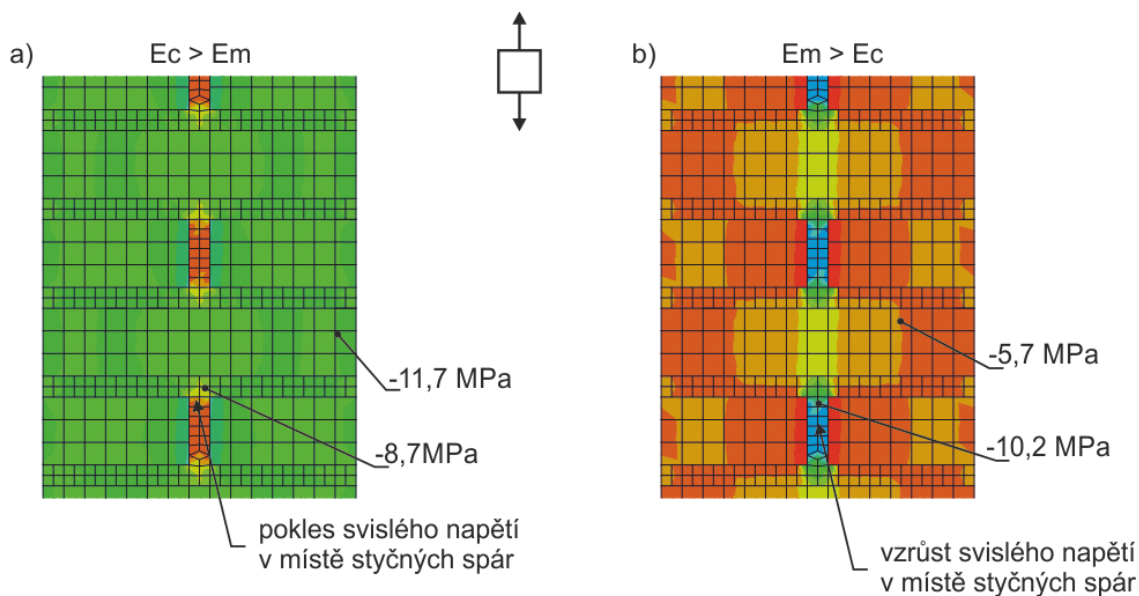 a)
Ec > Em
-11,7 MPa
-8,7MPa
pokles svislého napětí
v místě styčných spár
b)
Em > Ec
-5,7 MPa
-10,2 MPa
vzrůst svislého napětí
v místě styčných spár